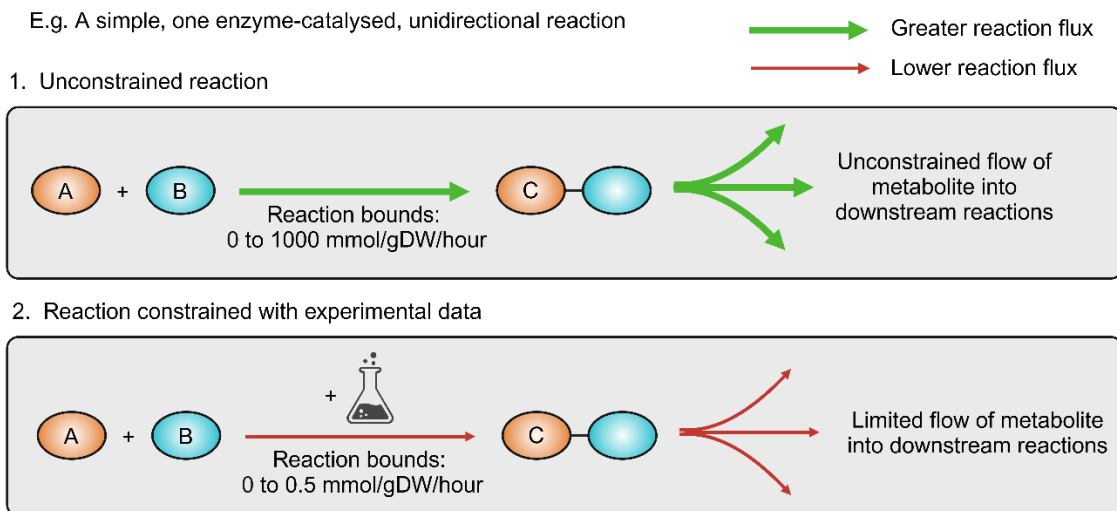 E.g. A simple, one enzyme-catalysed, unidirectional reaction
Greater reaction flux
Lower reaction flux
1. Unconstrained reaction
A + B
Reaction bounds:
0 to 1000 mmol/gDW/hour
C
Unconstrained flow of
metabolite into
downstream reactions
2. Reaction constrained with experimental data
+
A + B
Reaction bounds:
0 to 0.5 mmol/gDW/hour
C
Limited flow of metabolite
into downstream reactions